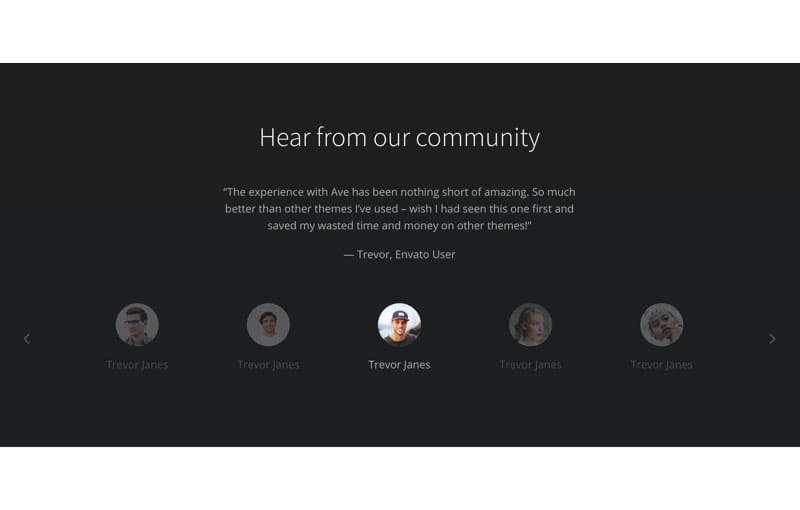 Hear from our community
“The experience with Ave has been nothing short of amazing. So much
better than other themes I’ve used – wish I had seen this one first and
saved my wasted time and money on other themes!”
— Trevor, Envato User
Trevor Janes
Trevor Janes
Trevor Janes
Trevor Janes
Trevor Janes